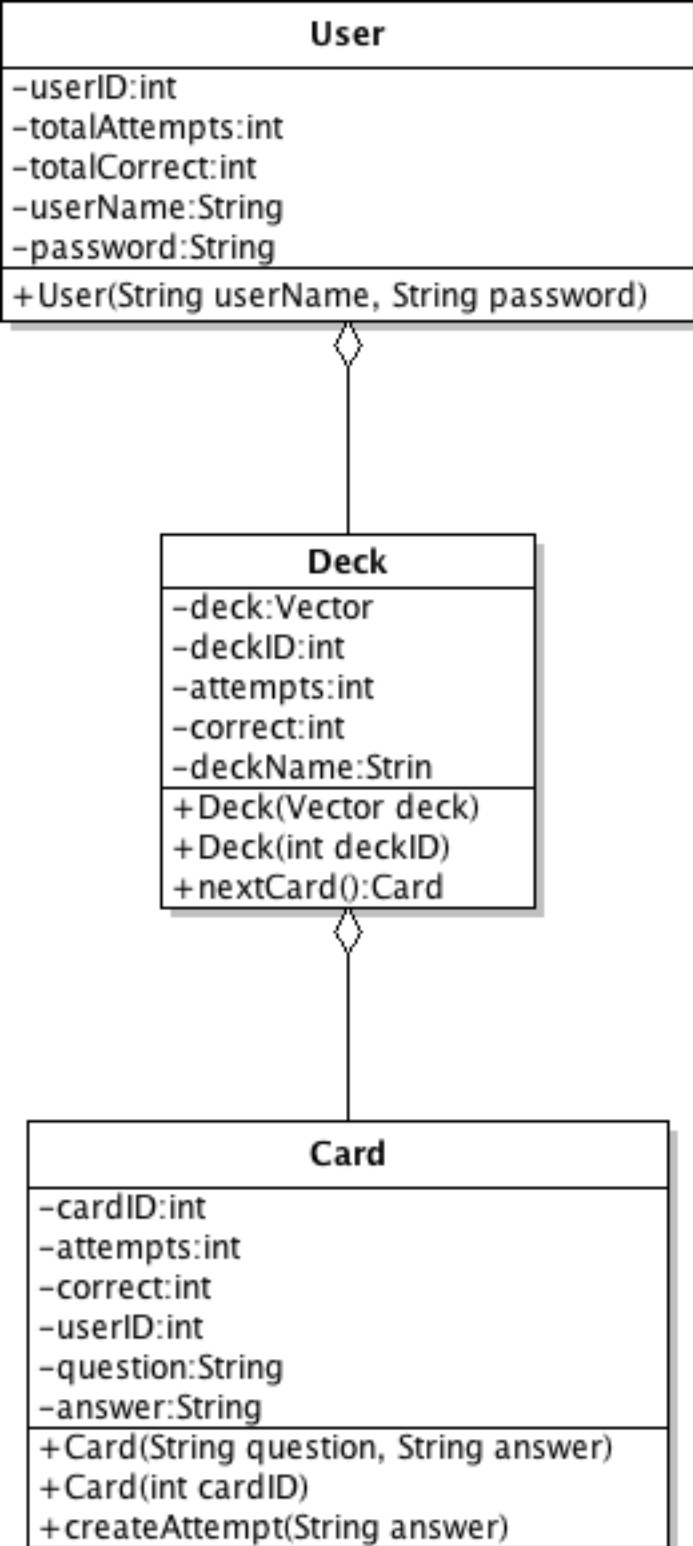 User
-userID:int
-totalAttempts:int
-totalCorrect:int
-userName:String
-password:String
+User(String userName, String password)
Deck
-deck:Vector
-deckID:int
-attempts:int
-correct:int
-deckName:Strin
+Deck(Vector deck)
+Deck(int deckID)
+nextCard():Card
Card
-cardID:int
-attempts:int
-correct:int
-userID:int
-question:String
-answer:String
+Card(String question, String answer)
+Card(int cardID)
+createAttempt(String answer)